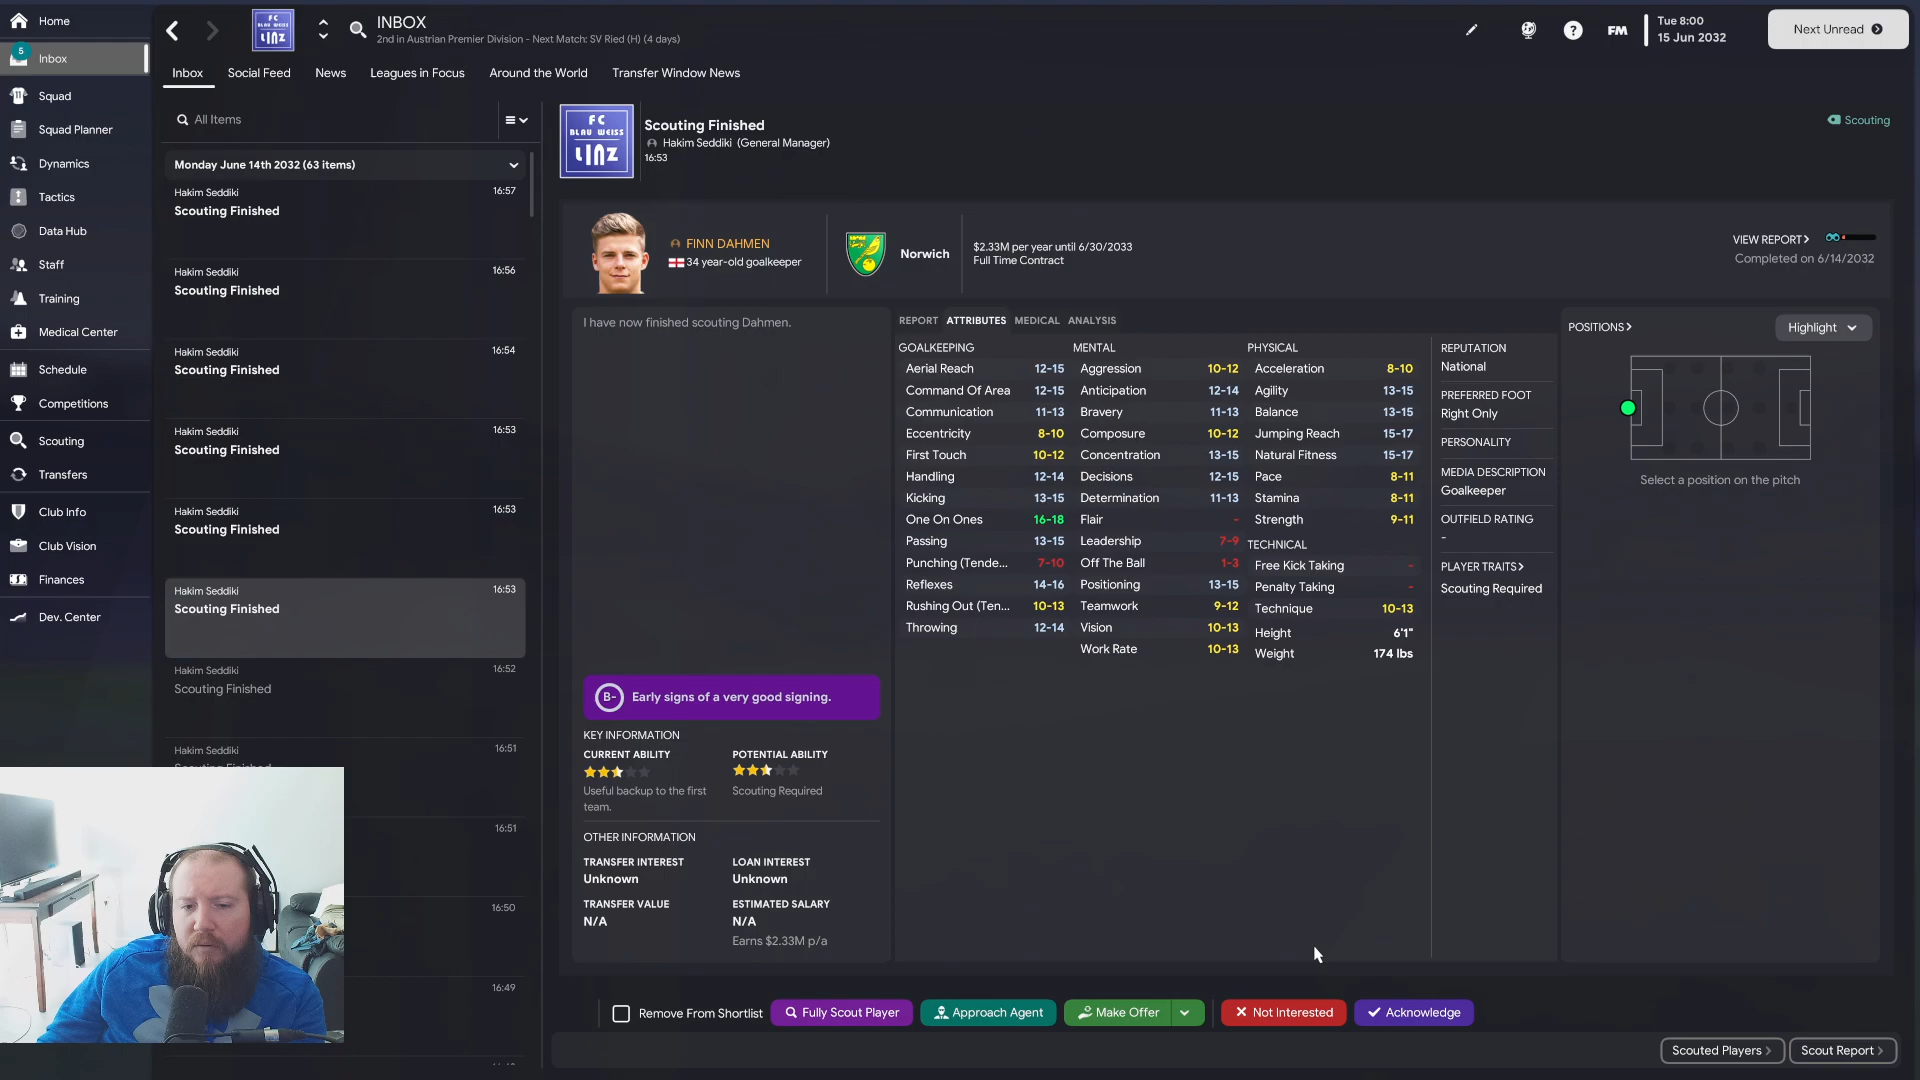 Home
5
Inbox
Squad
Squad Planner
Dynamics
Tactics
Data Hub
Staff
Training
Medical Center
Schedule
Competitions
Scouting
Transfers
Club Info
Club Vision
Finances
Dev. Center
FC
BLAU WEISS
LINZ
INBOX
2nd in Austrian Premier Division - Next Match: SV Ried (H) (4 days)
?
FM
Tue 8:00
15 Jun 2032
Next Unread
Inbox Social Feed News Leagues in Focus Around the World Transfer Window News
All Items
Monday June 14th 2032 (63 items)
Hakim Seddiki 16:57
Scouting Finished
Hakim Seddiki 16:56
Scouting Finished
Hakim Seddiki 16:54
Scouting Finished
Hakim Seddiki 16:53
Scouting Finished
Hakim Seddiki 16:53
Scouting Finished
Hakim Seddiki 16:53
Scouting Finished
Hakim Seddiki 16:52
Scouting Finished
Hakim Seddiki 16:51
Scouting Finished
16:51
16:50
16:49
FC
BLAU WEISS
LINZ
Scouting Finished
Hakim Seddiki (General Manager)
16:53
Scouting
FINN DAHMEN
34 year-old goalkeeper
Norwich
$2.33M per year until 6/30/2033
Full Time Contract
VIEW REPORT>
Completed on 6/14/2032
I have now finished scouting Dahmen.
B- Early signs of a very good signing.
KEY INFORMATION
CURRENT ABILITY POTENTIAL ABILITY
Useful backup to the first team. Scouting Required
OTHER INFORMATION
TRANSFER INTEREST LOAN INTEREST
Unknown Unknown
TRANSFER VALUE ESTIMATED SALARY
N/A N/A
Earns $2.33M p/a
REPORT ATTRIBUTES MEDICAL ANALYSIS
GOALKEEPING
Aerial Reach 12-15
Command Of Area 12-15
Communication 11-13
Eccentricity 8-10
First Touch 10-12
Handling 12-14
Kicking 13-15
One On Ones 16-18
Passing 13-15
Punching (Tende... 7-10
Reflexes 14-16
Rushing Out (Ten... 10-13
Throwing 12-14
MENTAL
Aggression 10-12
Anticipation 12-14
Bravery 11-13
Composure 10-12
Concentration 13-15
Decisions 12-15
Determination 11-13
Flair -
Leadership 7-9
Off The Ball 1-3
Positioning 13-15
Teamwork 9-12
Vision 10-13
Work Rate 10-13
PHYSICAL
Acceleration 8-10
Agility 13-15
Balance 13-15
Jumping Reach 15-17
Natural Fitness 15-17
Pace 8-11
Stamina 8-11
Strength 9-11
TECHNICAL
Free Kick Taking -
Penalty Taking -
Technique 10-13
Height 6'1"
Weight 174 lbs
REPUTATION
National
PREFERRED FOOT
Right Only
PERSONALITY
MEDIA DESCRIPTION
Goalkeeper
OUTFIELD RATING
-
PLAYER TRAITS>
Scouting Required
POSITIONS>
Highlight
Select a position on the pitch
Remove From Shortlist
Fully Scout Player
Approach Agent
Make Offer
Not Interested
Acknowledge
Scouted Players >
Scout Report >